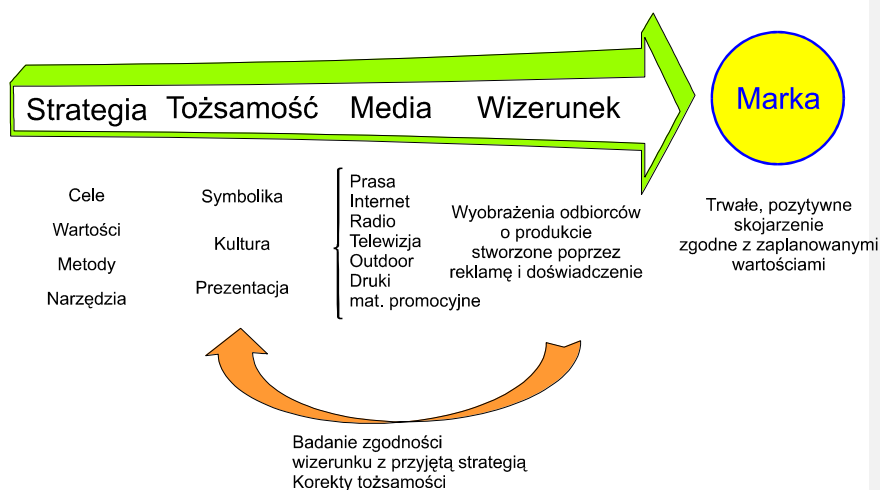 Strategia Tożsamość Media Wizerunek
Marka
Cele
Wartości
Metody
Narzędzia
Symbolika
Kultura
Prezentacja
Prasa
Internet
Radio
Telewizja
Outdoor
Druki
mat. promocyjne
Wyobrażenia odbiorców
o produkcie
stworzone poprzez
reklamę i doświadczenie
Trwałe, pozytywne
skojarzenie
zgodne z zaplanowanymi
wartościami
Badanie zgodności
wizerunku z przyjętą strategią
Korekty tożsamości